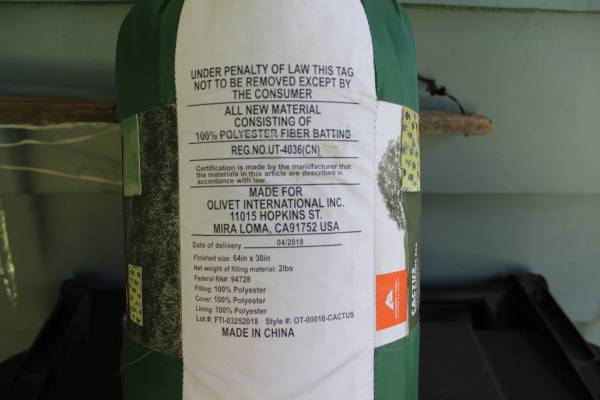 UNDER PENALTY OF LAW THIS TAG
NOT TO BE REMOVED EXCEPT BY
THE CONSUMER
ALL NEW MATERIAL
CONSISTING OF
100% POLYESTER FIBER BATTING
REG.NO.UT-4036(CN)
Certification is made by the manufacturer that
the materials in this article are described in
accordance with law.
MADE FOR
OLIVET INTERNATIONAL INC.
11015 HOPKINS ST.
MIRA LOMA, CA91752 USA
Date of delivery 04/2018
Finished size: 64in x 30in
Net weight of filling material: 2lbs
Federal RN#: 94728
Filling: 100% Polyester
Cover: 100% Polyester
Lining: 100% Polyester
Lot #: FTI-03252018 Style #: OT-00016-CACTUS
MADE IN CHINA
CACTUS